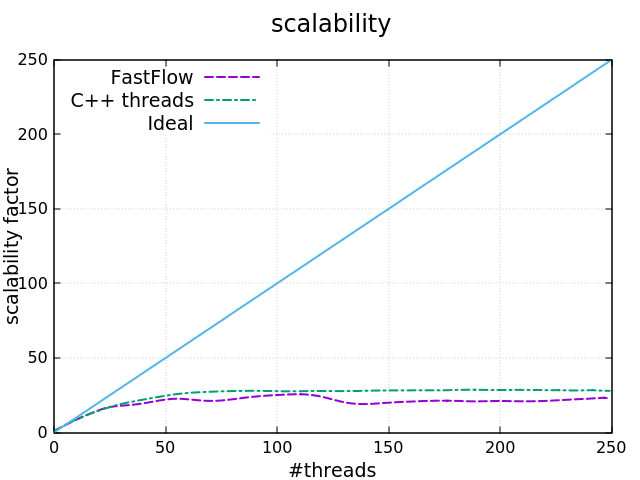 scalability
FastFlow
C++ threads
Ideal
scalability factor
250
200
150
100
50
0
0 50 100 150 200 250
#threads